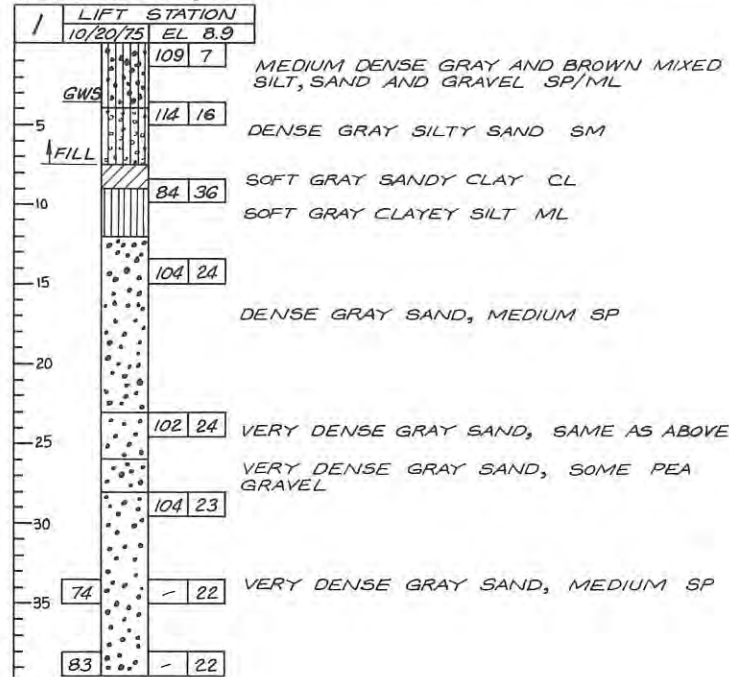 1
LIFT STATION
10/20/75 EL 8.9
109 7
MEDIUM DENSE GRAY AND BROWN MIXED
SILT, SAND AND GRAVEL SP/ML
GWS
114 16
5
DENSE GRAY SILTY SAND SM
FILL
SOFT GRAY SANDY CLAY CL
84 36
10
SOFT GRAY CLAYEY SILT ML
104 24
15
DENSE GRAY SAND, MEDIUM SP
20
102 24
VERY DENSE GRAY SAND, SAME AS ABOVE
25
VERY DENSE GRAY SAND, SOME PEA
GRAVEL
104 23
30
74 - 22
VERY DENSE GRAY SAND, MEDIUM SP
35
83 - 22